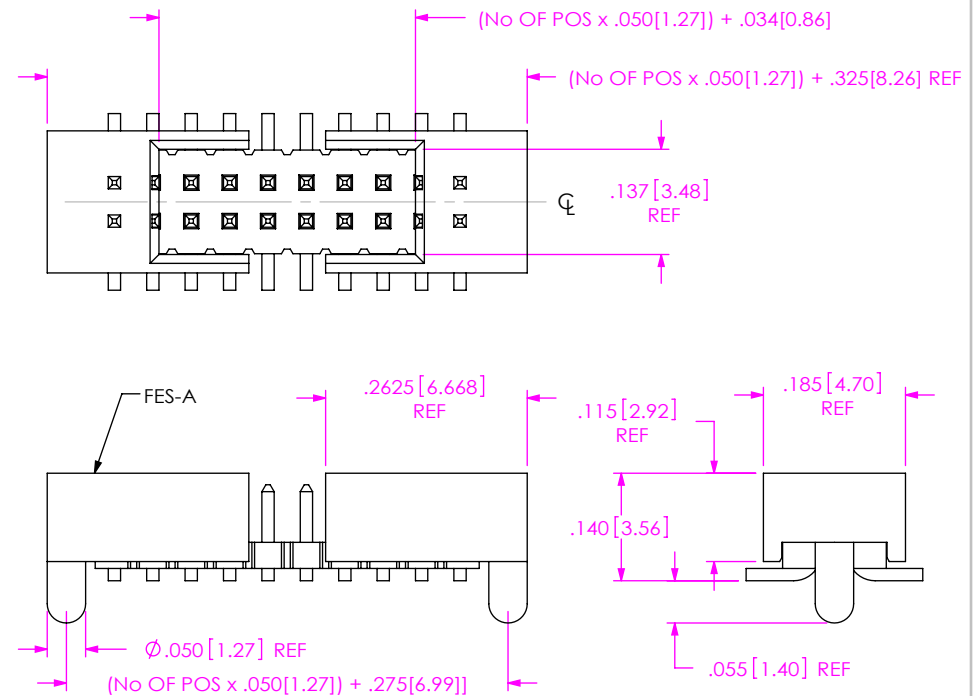 (No OF POS x .050[1.27]) + .034[0.86]
(No OF POS x .050[1.27]) + .325[8.26] REF
.137[3.48]
REF
℄
FES-A
.2625[6.668]
REF
.185[4.70]
REF
.115[2.92]
REF
.140[3.56]
Ø.050[1.27] REF
.055[1.40] REF
(No OF POS x .050[1.27]) + .275[6.99]]